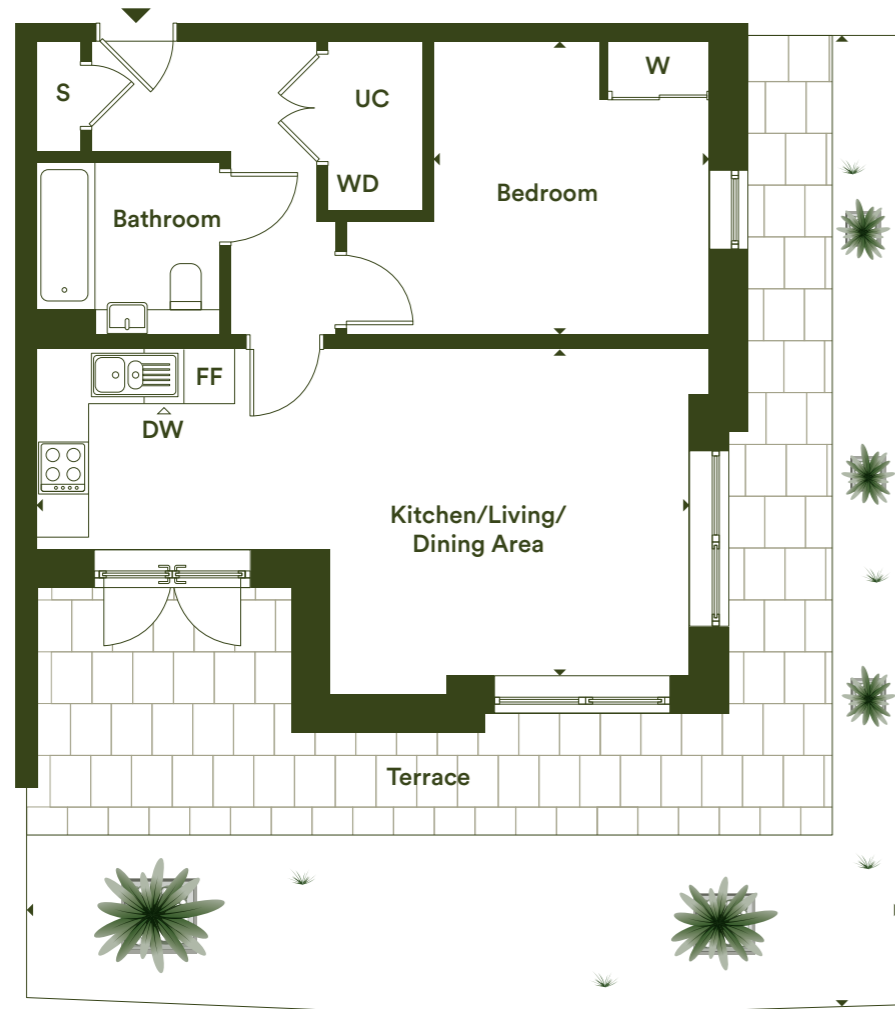 S
UC
W
WD
Bedroom
Bathroom
FF
DW
Kitchen/Living/
Dining Area
Terrace